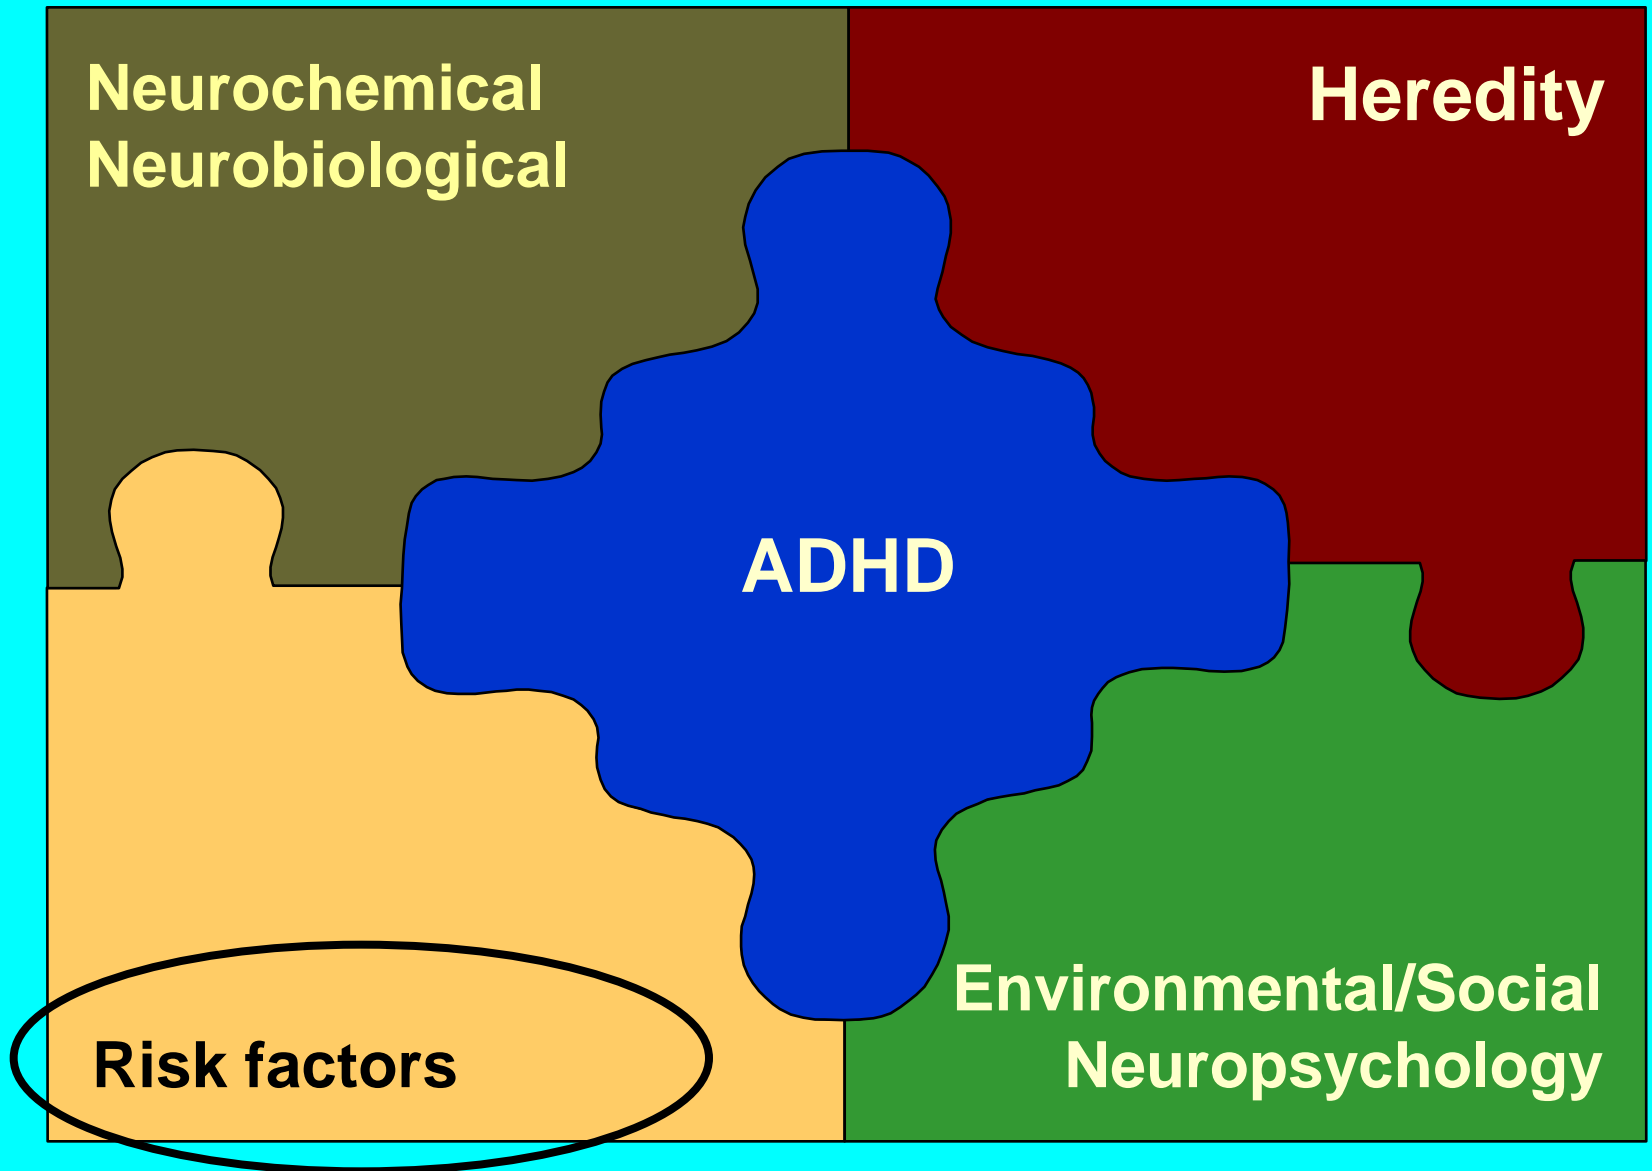 Neurochemical
Neurobiological
Heredity
ADHD
Risk factors
Environmental/Social
Neuropsychology